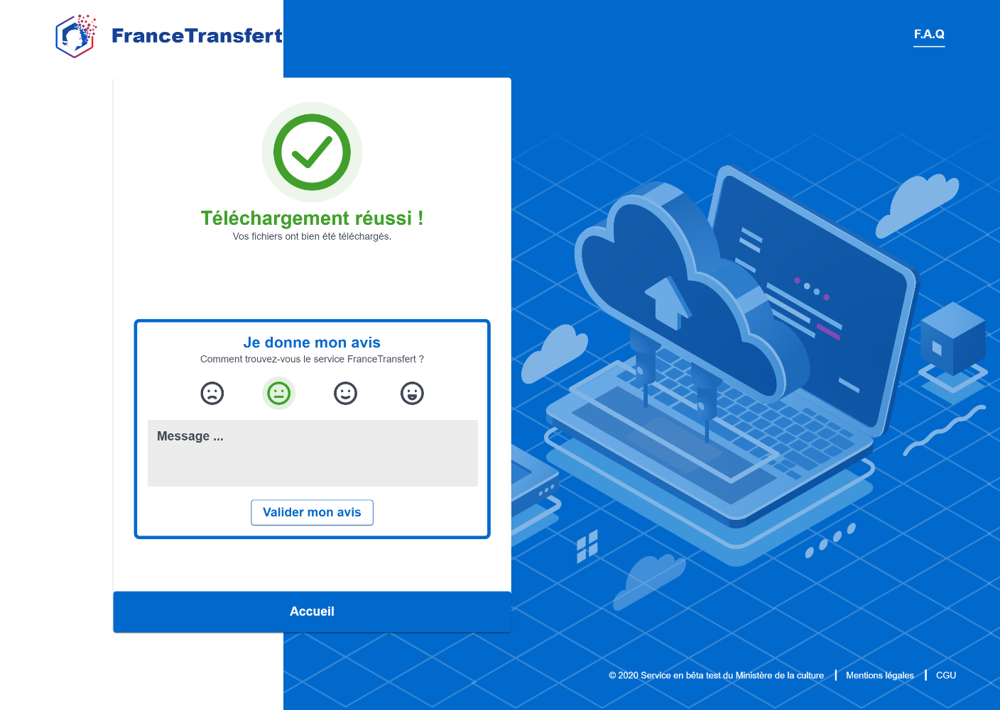 FranceTransfert
F.A.Q
Téléchargement réussi !
Vos fichiers ont bien été téléchargés.
Je donne mon avis
Comment trouvez-vous le service FranceTransfert ?
Message ...
Valider mon avis
Accueil
© 2020 Service en bêta test du Ministère de la culture | Mentions légales | CGU